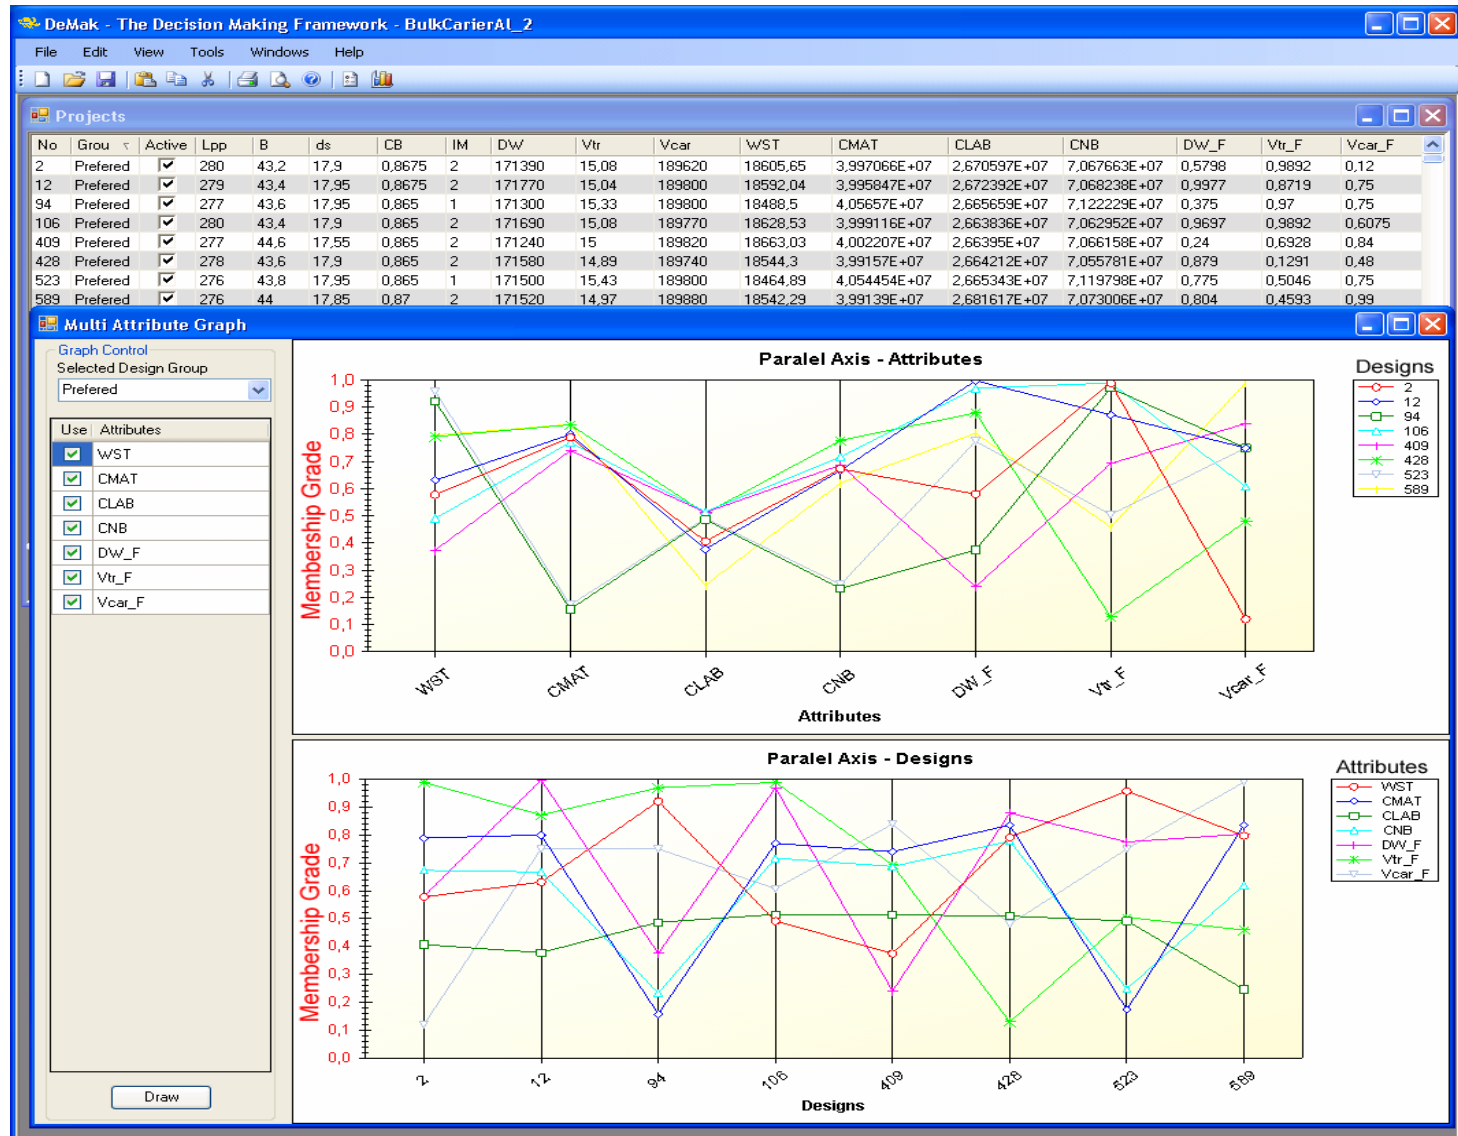 DeMak - The Decision Making Framework - BulkCarierAL_2
File Edit View Tools Windows Help
Projects
No Grou Active Lpp B ds CB IM DW Vtr Vcar WST CMAT CLAB CNB DW_F Vtr_F Vcar_F
2 Prefered 280 43,2 17,9 0,8675 2 171390 15,08 189620 18605,65 3,997066E+07 2,670597E+07 7,067663E+07 0,5798 0,9892 0,12
12 Prefered 279 43,4 17,95 0,8675 2 171770 15,04 189800 18592,04 3,995847E+07 2,672392E+07 7,068238E+07 0,9977 0,8719 0,75
94 Prefered 277 43,6 17,95 0,865 1 171300 15,33 189800 18488,5 4,05657E+07 2,665659E+07 7,122229E+07 0,375 0,97 0,75
106 Prefered 280 43,4 17,9 0,865 2 171690 15,08 189770 18628,53 3,999116E+07 2,663836E+07 7,062952E+07 0,9697 0,9892 0,6075
409 Prefered 277 44,6 17,55 0,865 2 171240 15 189820 18663,03 4,002207E+07 2,66395E+07 7,066158E+07 0,24 0,6928 0,84
428 Prefered 278 43,6 17,9 0,865 2 171580 14,89 189740 18544,3 3,99157E+07 2,664212E+07 7,055781E+07 0,879 0,1291 0,48
523 Prefered 276 43,8 17,95 0,865 1 171500 15,43 189800 18464,89 4,054454E+07 2,665343E+07 7,119798E+07 0,775 0,5046 0,75
589 Prefered 276 44 17,85 0,87 2 171520 14,97 189880 18542,29 3,99139E+07 2,681617E+07 7,073006E+07 0,804 0,4593 0,99
Multi Attribute Graph
Graph Control
Selected Design Group
Prefered
Use Attributes
WST
CMAT
CLAB
CNB
DW_F
Vtr_F
Vcar_F
Draw
Paralel Axis - Attributes
Membership Grade
1,0
0,9
0,8
0,7
0,6
0,5
0,4
0,3
0,2
0,1
0,0
WST CMAT CLAB CNB DW_F Vtr_F Vcar_F
Attributes
Designs
2
12
94
106
409
428
523
589
Paralel Axis - Designs
Membership Grade
1,0
0,9
0,8
0,7
0,6
0,5
0,4
0,3
0,2
0,1
0,0
2 12 94 106 409 428 523 589
Designs
Attributes
WST
CMAT
CLAB
CNB
DW_F
Vtr_F
Vcar_F